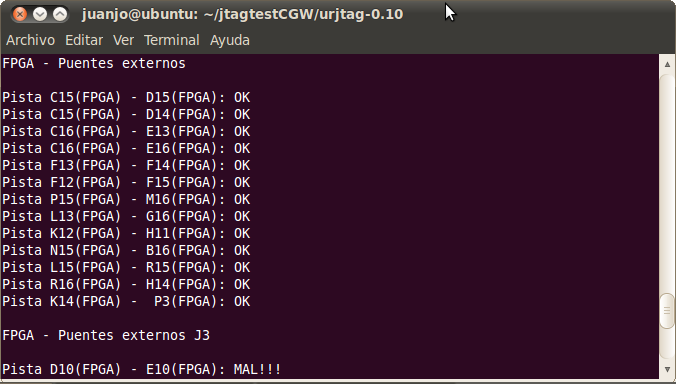 juanjo@ubuntu: ~/jtagtestCGW/urjtag-0.10
Archivo Editar Ver Terminal Ayuda
FPGA - Puentes externos
Pista C15(FPGA) - D15(FPGA): OK
Pista C15(FPGA) - D14(FPGA): OK
Pista C16(FPGA) - E13(FPGA): OK
Pista C16(FPGA) - E16(FPGA): OK
Pista F13(FPGA) - F14(FPGA): OK
Pista F12(FPGA) - F15(FPGA): OK
Pista P15(FPGA) - M16(FPGA): OK
Pista L13(FPGA) - G16(FPGA): OK
Pista K12(FPGA) - H11(FPGA): OK
Pista N15(FPGA) - B16(FPGA): OK
Pista L15(FPGA) - R15(FPGA): OK
Pista R16(FPGA) - H14(FPGA): OK
Pista K14(FPGA) -  P3(FPGA): OK
FPGA - Puentes externos J3
Pista D10(FPGA) - E10(FPGA): MAL!!!